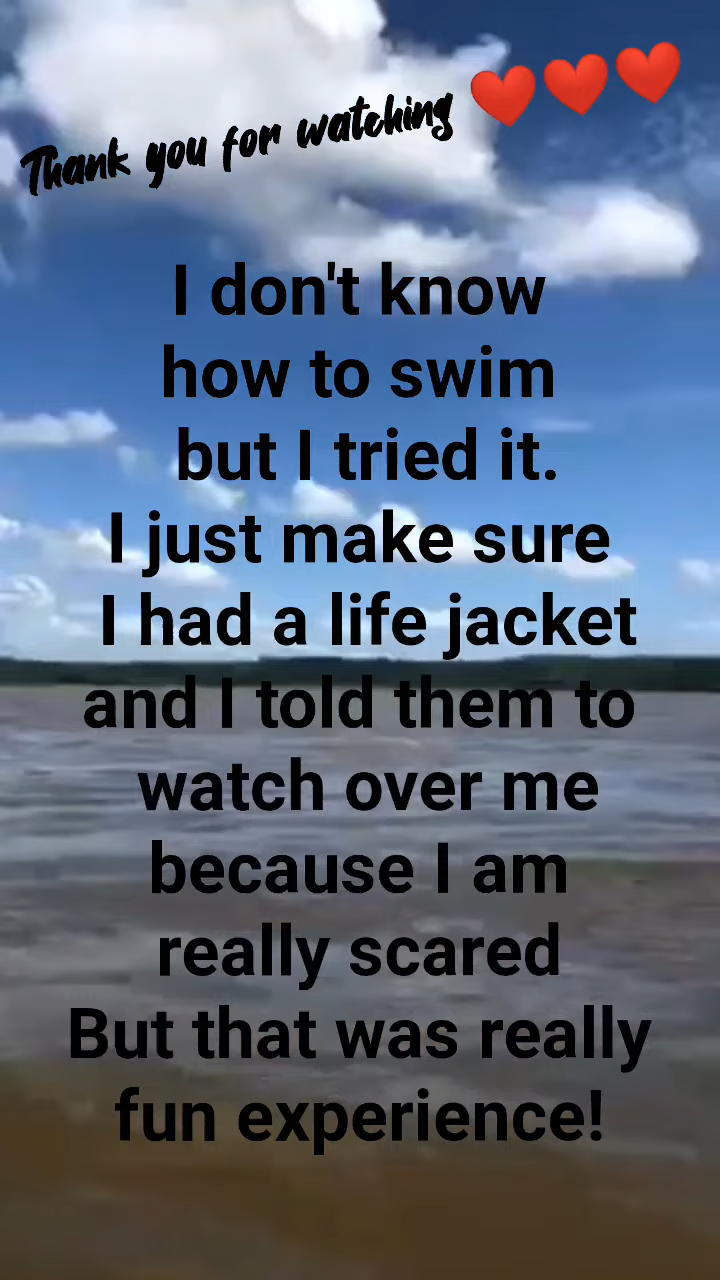 Thank you for watching ❤️❤️❤️
I don't know
how to swim
but I tried it.
I just make sure
I had a life jacket
and I told them to
watch over me
because I am
really scared
But that was really
fun experience!